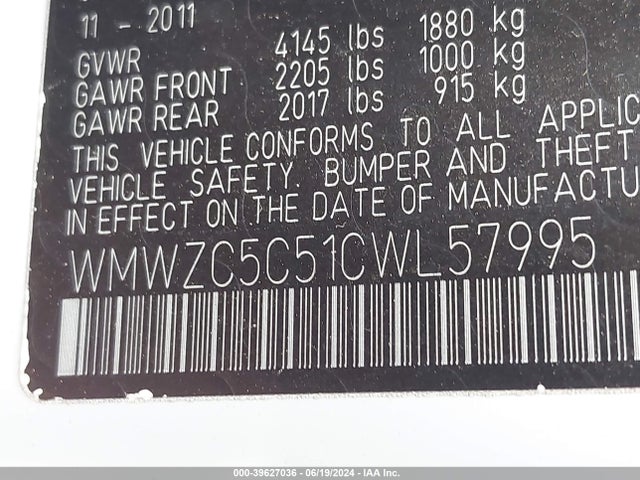 11 - 2011
GVWR 4145 lbs 1880 kg
GAWR FRONT 2205 lbs 1000 kg
GAWR REAR 2017 lbs 915 kg
THIS VEHICLE CONFORMS TO ALL APPLIC
VEHICLE SAFETY. BUMPER AND THEFT
IN EFFECT ON THE DATE OF MANUFACTU
WMWZC5C51CWL57995
000-39627036 - 06/19/2024 - IAAI Inc.